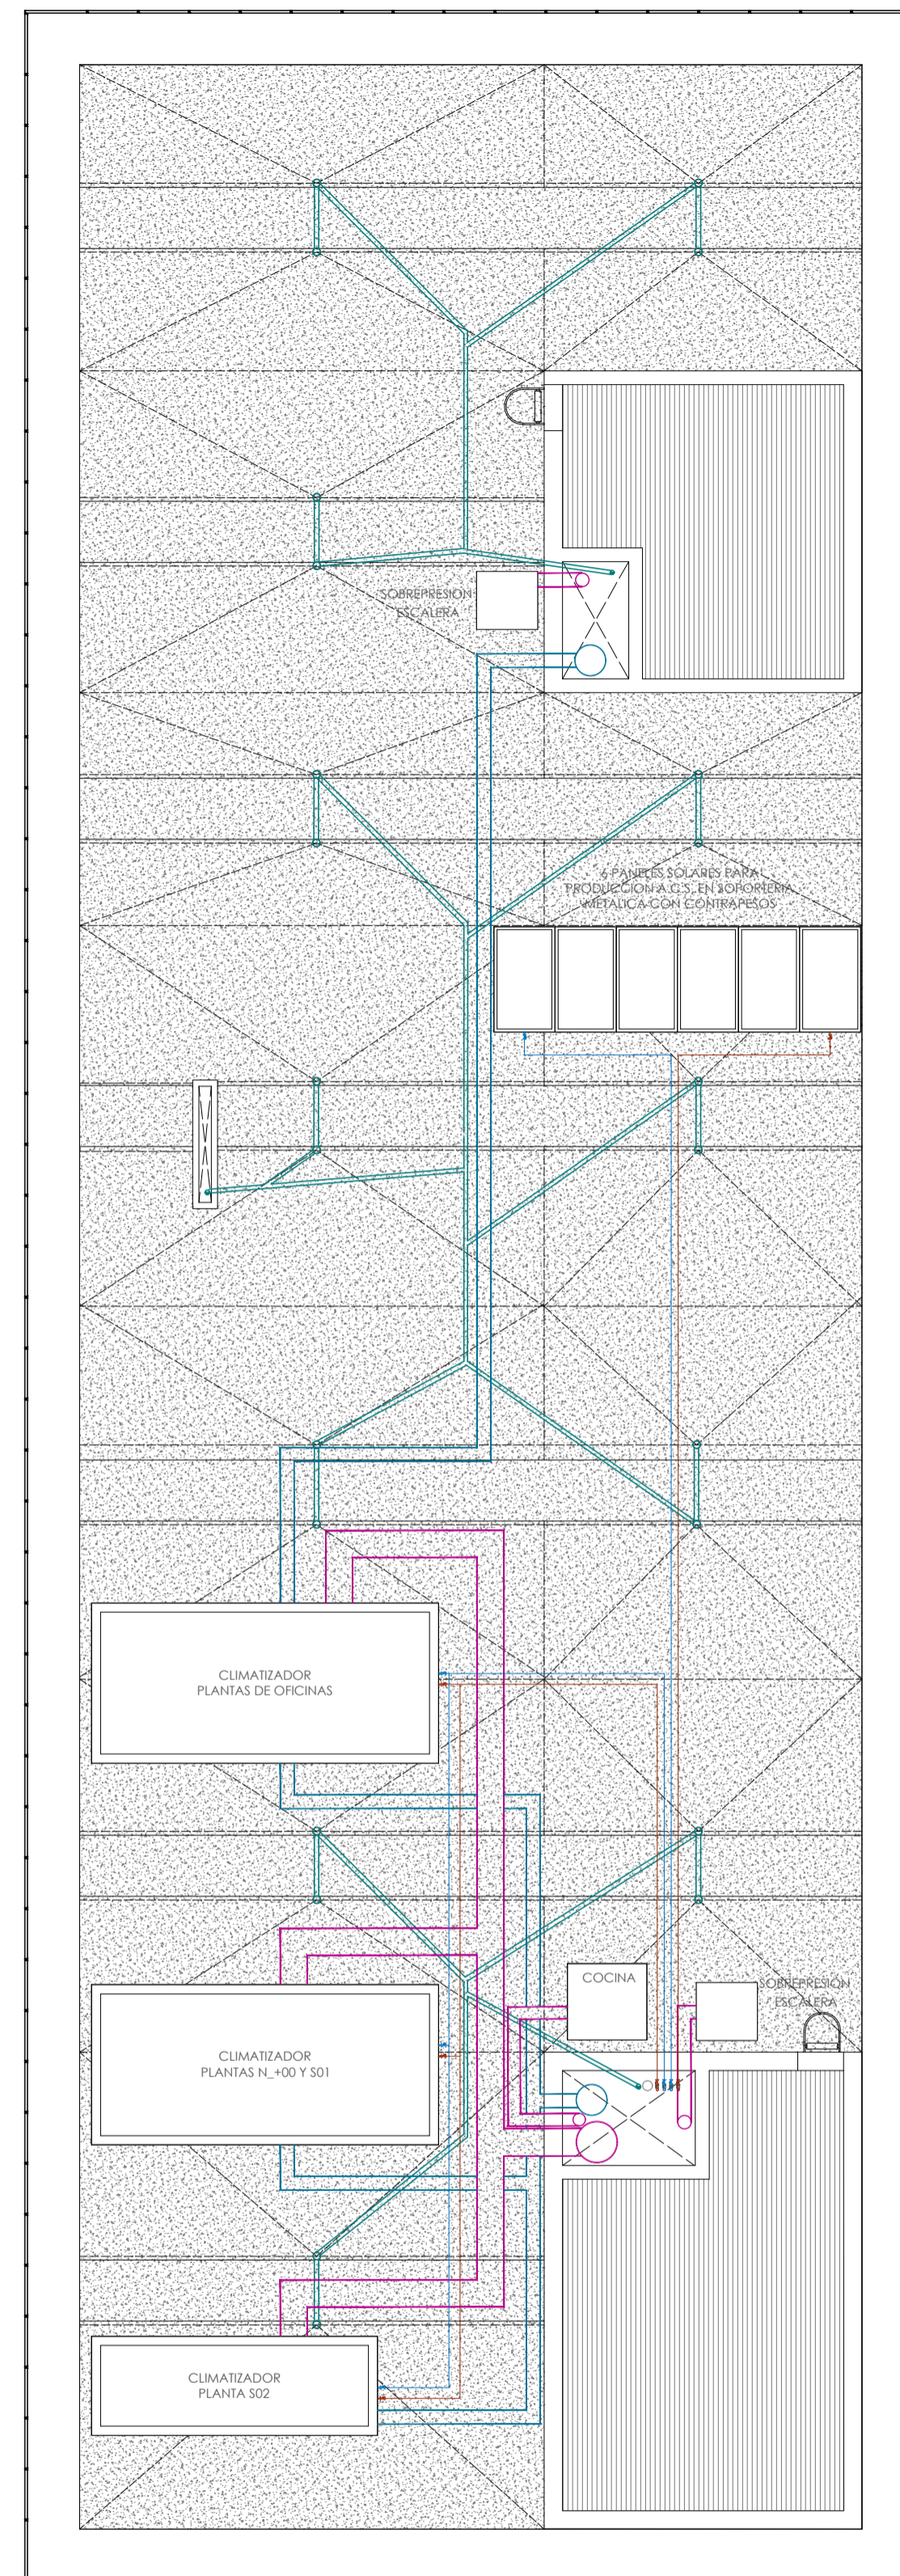 SOBREPRESION
ESCALERA
6 PANELES SOLARES PARA
PRODUCCION A.C.S. EN SOPORTERIA
METALICA CON CONTRAPESOS
CLIMATIZADOR
PLANTAS DE OFICINAS
COCINA
SOBREPRESION
ESCALERA
CLIMATIZADOR
PLANTAS N_+00 Y S01
CLIMATIZADOR
PLANTA S02